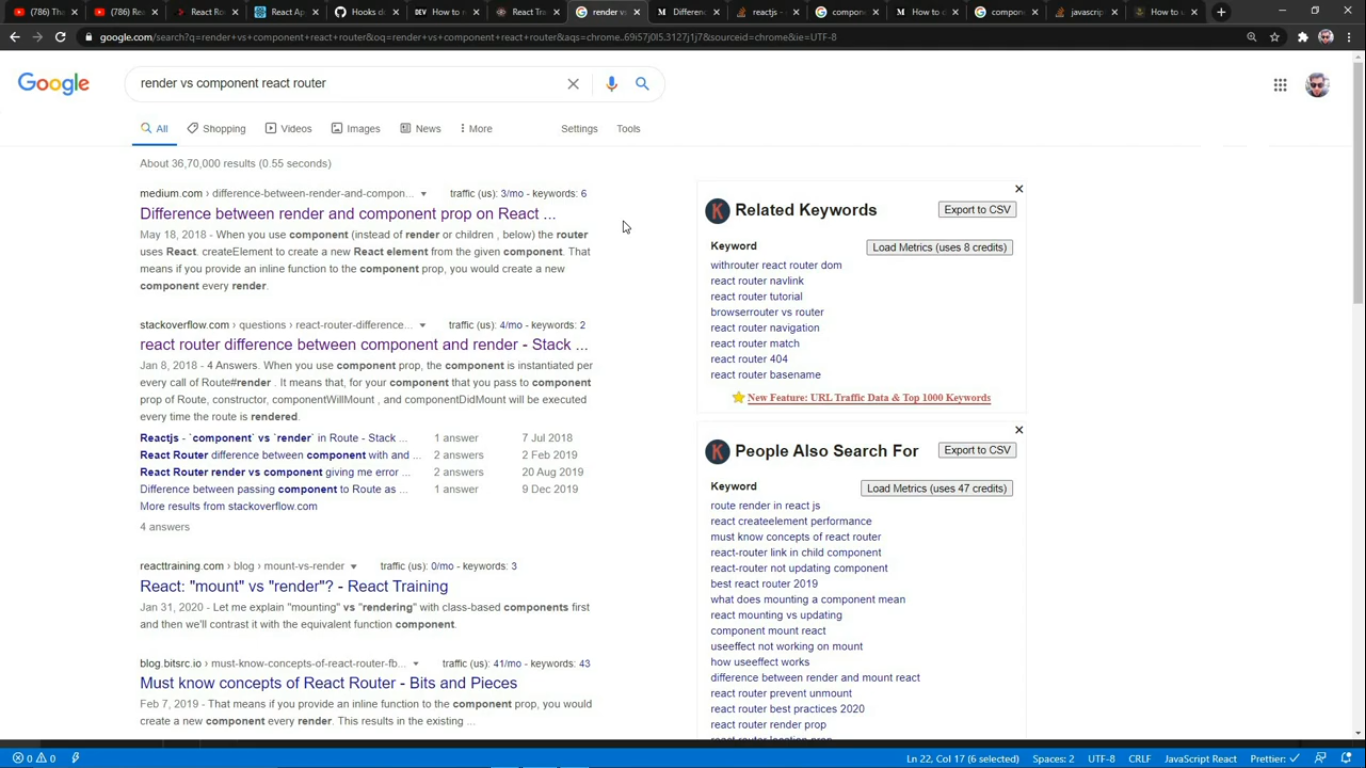 (786) The
(786) Rea
React Ro
React Ap
Hooks d
DEV How to r
React Tra
render vs
Differen
reactjs - c
compon
How to c
compone
javascrip
How to u
google.com/search?q=render+vs+component+react+router&oq=render+vs+component+react+router&aqs=chrome..69i57j0l5.3127j1j7&sourceid=chrome&ie=UTF-8
Google
render vs component react router
All Shopping Videos Images News More Settings Tools
About 36,70,000 results (0.55 seconds)
medium.com › difference-between-render-and-compon... traffic (us): 3/mo - keywords: 6
Difference between render and component prop on React ...
May 18, 2018 - When you use component (instead of render or children , below) the router
uses React. createElement to create a new React element from the given component. That
means if you provide an inline function to the component prop, you would create a new
component every render.
stackoverflow.com › questions › react-router-difference... traffic (us): 4/mo - keywords: 2
react router difference between component and render - Stack ...
Jan 8, 2018 - 4 Answers. When you use component prop, the component is instantiated per
every call of Route#render . It means that, for your component that you pass to component
prop of Route, constructor, componentWillMount , and componentDidMount will be executed
every time the route is rendered.
Reactjs - `component` vs `render` in Route - Stack ... 1 answer 7 Jul 2018
React Router difference between component with and ... 2 answers 2 Feb 2019
React Router render vs component giving me error ... 2 answers 20 Aug 2019
Difference between passing component to Route as ... 1 answer 9 Dec 2019
More results from stackoverflow.com
4 answers
reacttraining.com › blog › mount-vs-render traffic (us): 0/mo - keywords: 3
React: "mount" vs "render"? - React Training
Jan 31, 2020 - Let me explain "mounting" vs "rendering" with class-based components first
and then we'll contrast it with the equivalent function component.
blog.bitsrc.io › must-know-concepts-of-react-router-fb... traffic (us): 41/mo - keywords: 43
Must know concepts of React Router - Bits and Pieces
Feb 7, 2019 - That means if you provide an inline function to the component prop, you would
create a new component every render. This results in the existing ...
K Related Keywords Export to CSV
Keyword Load Metrics (uses 8 credits)
withrouter react router dom
react router navlink
react router tutorial
browserrouter vs router
react router navigation
react router match
react router 404
react router basename
New Feature: URL Traffic Data & Top 1000 Keywords
K People Also Search For Export to CSV
Keyword Load Metrics (uses 47 credits)
route render in react js
react createelement performance
must know concepts of react router
react-router link in child component
react-router not updating component
best react router 2019
what does mounting a component mean
react mounting vs updating
component mount react
useeffect not working on mount
how useeffect works
difference between render and mount react
react router prevent unmount
react router best practices 2020
react router render prop
react router location prop
0 0 Ln 22, Col 17 (6 selected) Spaces: 2 UTF-8 CRLF JavaScript React Prettier: ✓